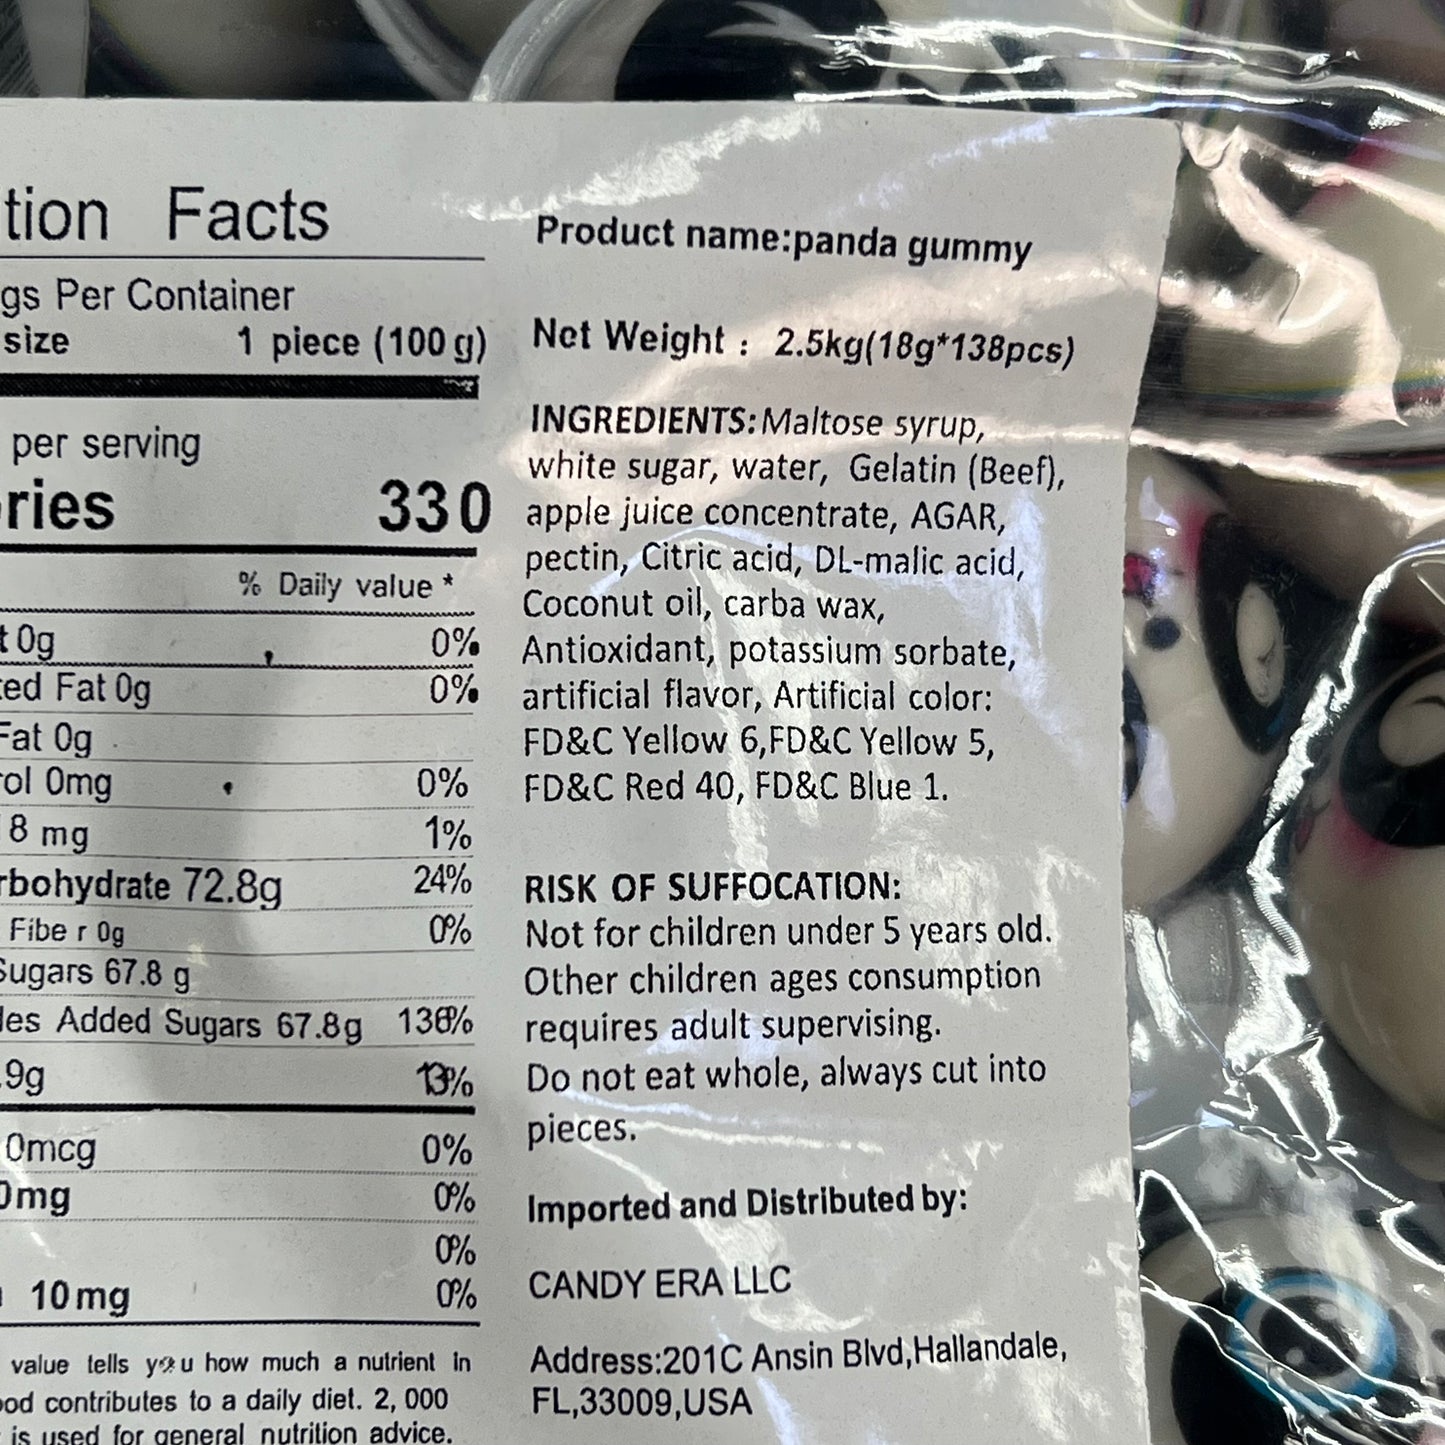 tion Facts
gs Per Container
size 1 piece (100 g)
per serving
ries 330
% Daily value *
t 0g 0%
ed Fat 0g 0%
Fat 0g
ol 0mg 0%
8 mg 1%
rbohydrate 72.8g 24%
Fibe r 0g 0%
Sugars 67.8 g
des Added Sugars 67.8g 136%
.9g 13%
0mcg 0%
0mg 0%
0%
10mg 0%
value tells you how much a nutrient in
ood contributes to a daily diet. 2, 000
is used for general nutrition advice.
Product name:panda gummy
Net Weight : 2.5kg(18g*138pcs)
INGREDIENTS:Maltose syrup,
white sugar, water, Gelatin (Beef),
apple juice concentrate, AGAR,
pectin, Citric acid, DL-malic acid,
Coconut oil, carba wax,
Antioxidant, potassium sorbate,
artificial flavor, Artificial color:
FD&C Yellow 6,FD&C Yellow 5,
FD&C Red 40, FD&C Blue 1.
RISK OF SUFFOCATION:
Not for children under 5 years old.
Other children ages consumption
requires adult supervising.
Do not eat whole, always cut into
pieces.
Imported and Distributed by:
CANDY ERA LLC
Address:201C Ansin Blvd,Hallandale,
FL,33009,USA